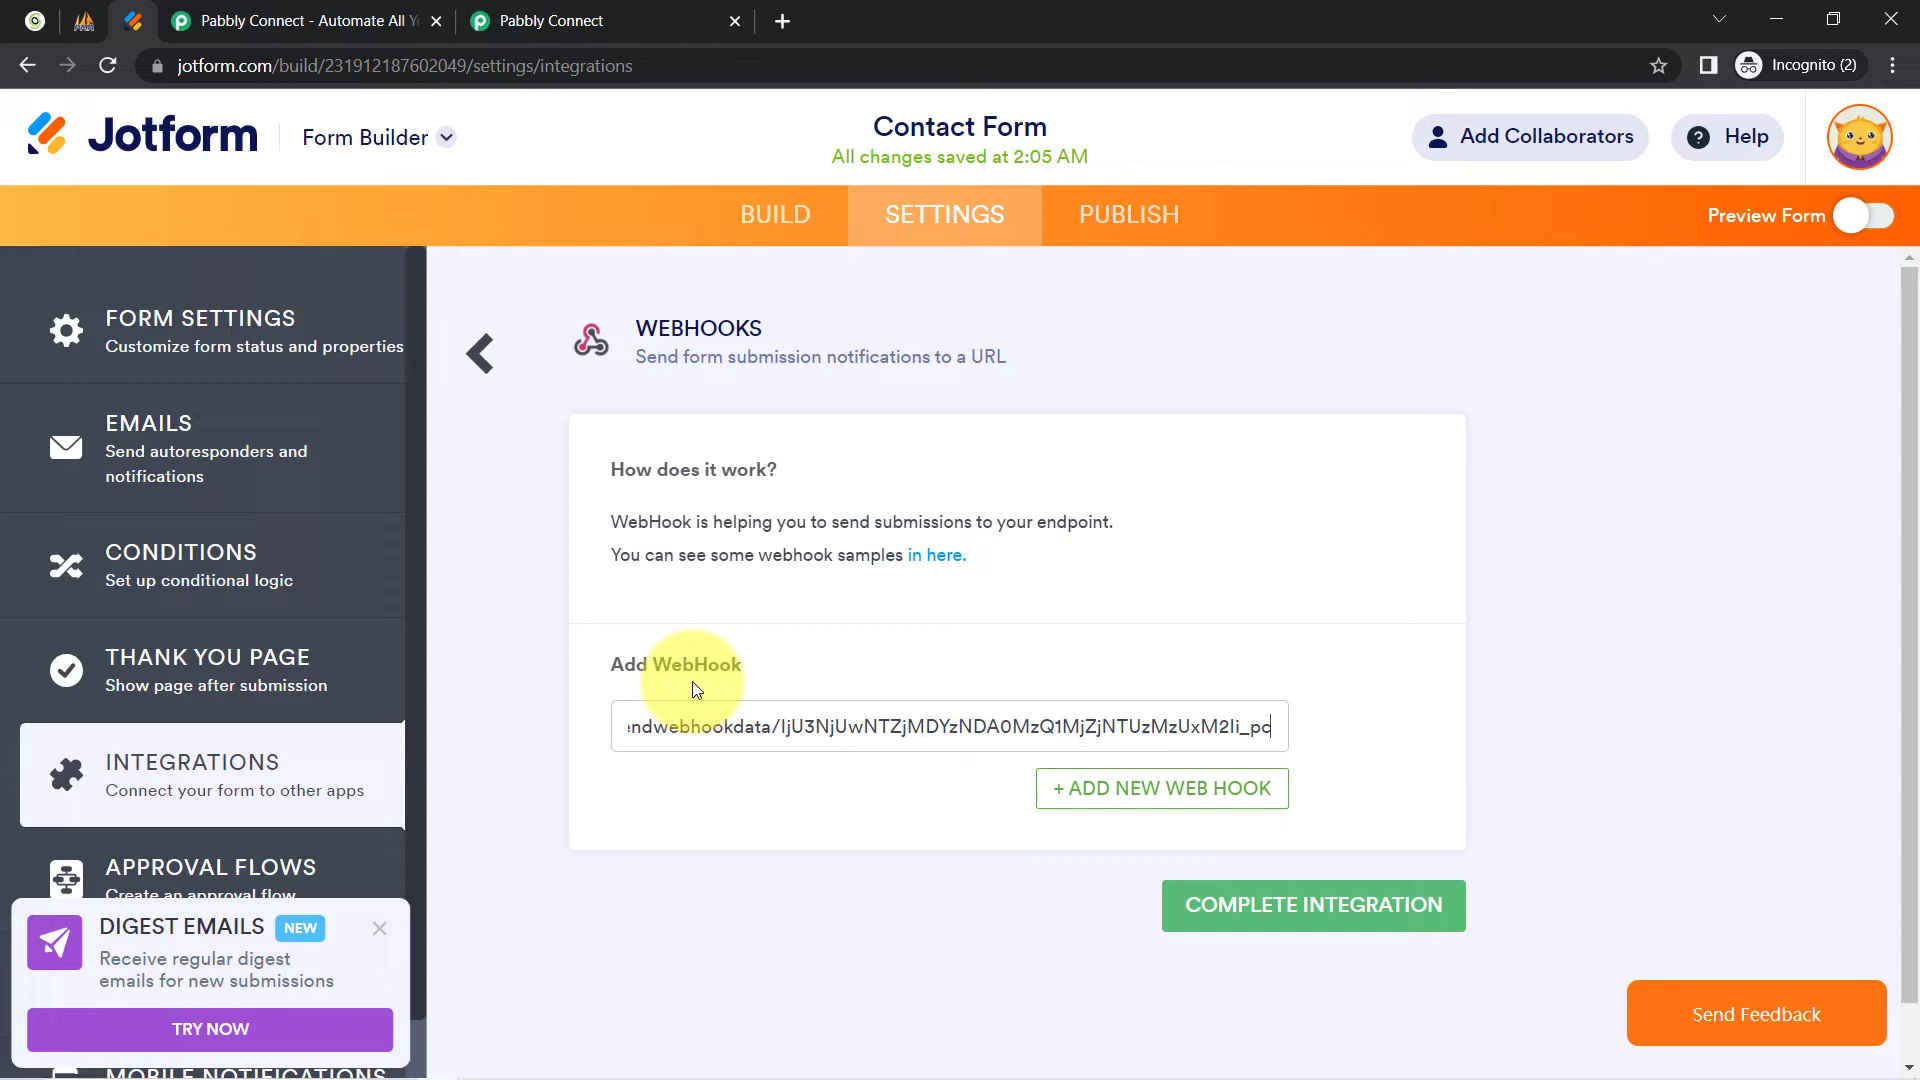 Pabbly Connect - Automate All Y
Pabbly Connect
jotform.com/build/231912187602049/settings/integrations
Incognito (2)
Jotform
Form Builder
Contact Form
All changes saved at 2:05 AM
Add Collaborators
Help
BUILD
SETTINGS
PUBLISH
Preview Form
FORM SETTINGS
Customize form status and properties
EMAILS
Send autoresponders and
notifications
CONDITIONS
Set up conditional logic
THANK YOU PAGE
Show page after submission
INTEGRATIONS
Connect your form to other apps
APPROVAL FLOWS
Create an approval flow
DIGEST EMAILS
NEW
Receive regular digest
emails for new submissions
TRY NOW
MOBILE NOTIFICATIONS
WEBHOOKS
Send form submission notifications to a URL
How does it work?
WebHook is helping you to send submissions to your endpoint.
You can see some webhook samples in here.
Add WebHook
endwebhookdata/IjU3NjUwNTZjMDYzNDA0MzQ1MjZjNTUzMzUxM2Ii_pc
+ ADD NEW WEB HOOK
COMPLETE INTEGRATION
Send Feedback